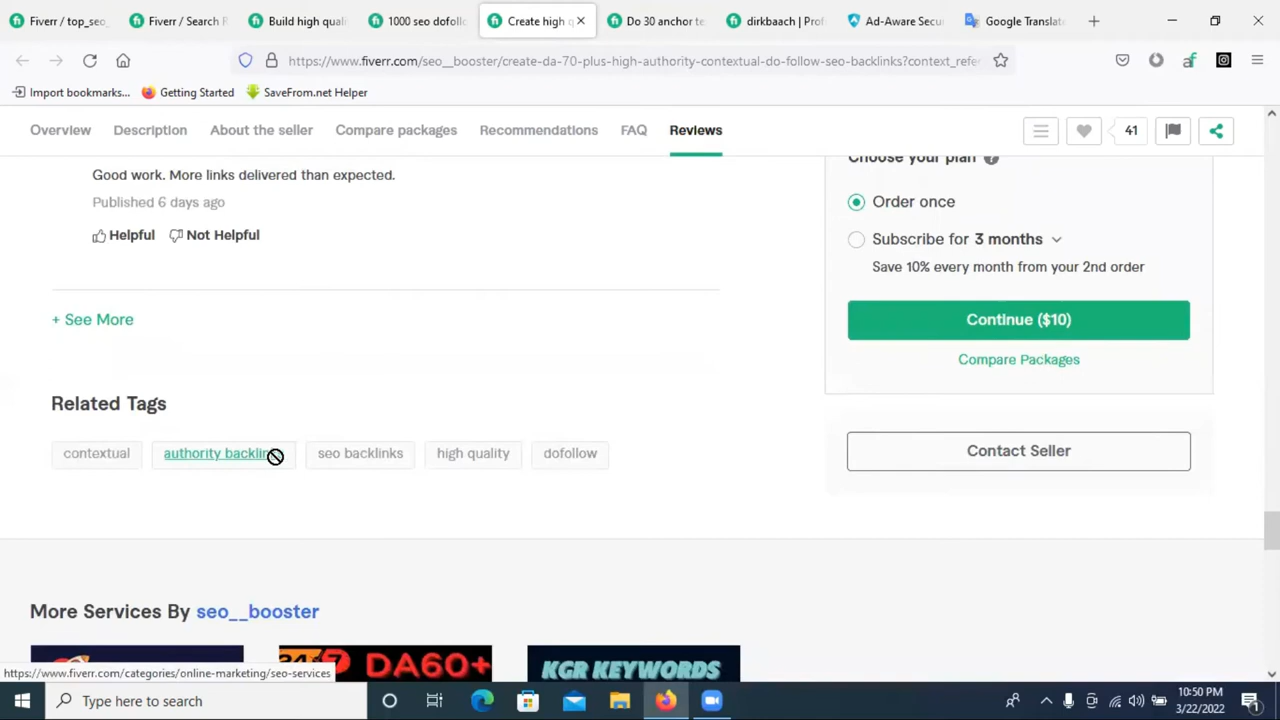 Fiverr / top_seo_
Fiverr / Search R
Build high quali
1000 seo dofollo
Create high q
Do 30 anchor te
dirkbaach | Prof
Ad-Aware Secu
Google Translate
https://www.fiverr.com/seo__booster/create-da-70-plus-high-authority-contextual-do-follow-seo-backlinks?context_refe
Import bookmarks...
Getting Started
SaveFrom.net Helper
Overview
Description
About the seller
Compare packages
Recommendations
FAQ
Reviews
41
Good work. More links delivered than expected.
Published 6 days ago
Helpful
Not Helpful
+ See More
Choose your plan
Order once
Subscribe for 3 months
Save 10% every month from your 2nd order
Continue ($10)
Compare Packages
Contact Seller
Related Tags
contextual
authority backlin
seo backlinks
high quality
dofollow
More Services By seo__booster
DA60+
KGR KEYWORDS
https://www.fiverr.com/categories/online-marketing/seo-services
Type here to search
10:50 PM
3/22/2022